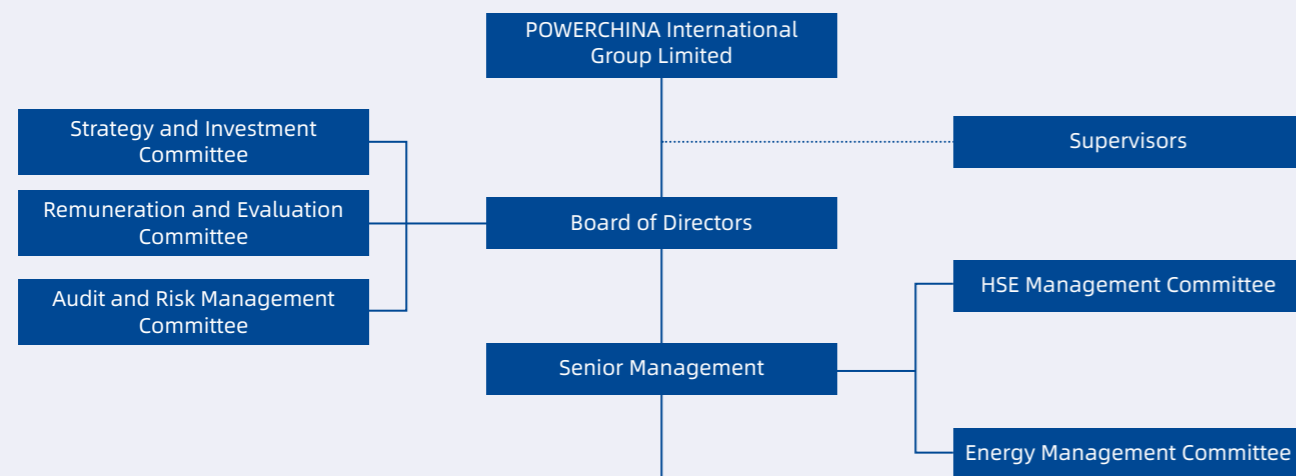 POWERCHINA International
Group Limited
Strategy and Investment
Committee
Supervisors
Remuneration and Evaluation
Committee
Board of Directors
Audit and Risk Management
Committee
HSE Management Committee
Senior Management
Energy Management Committee